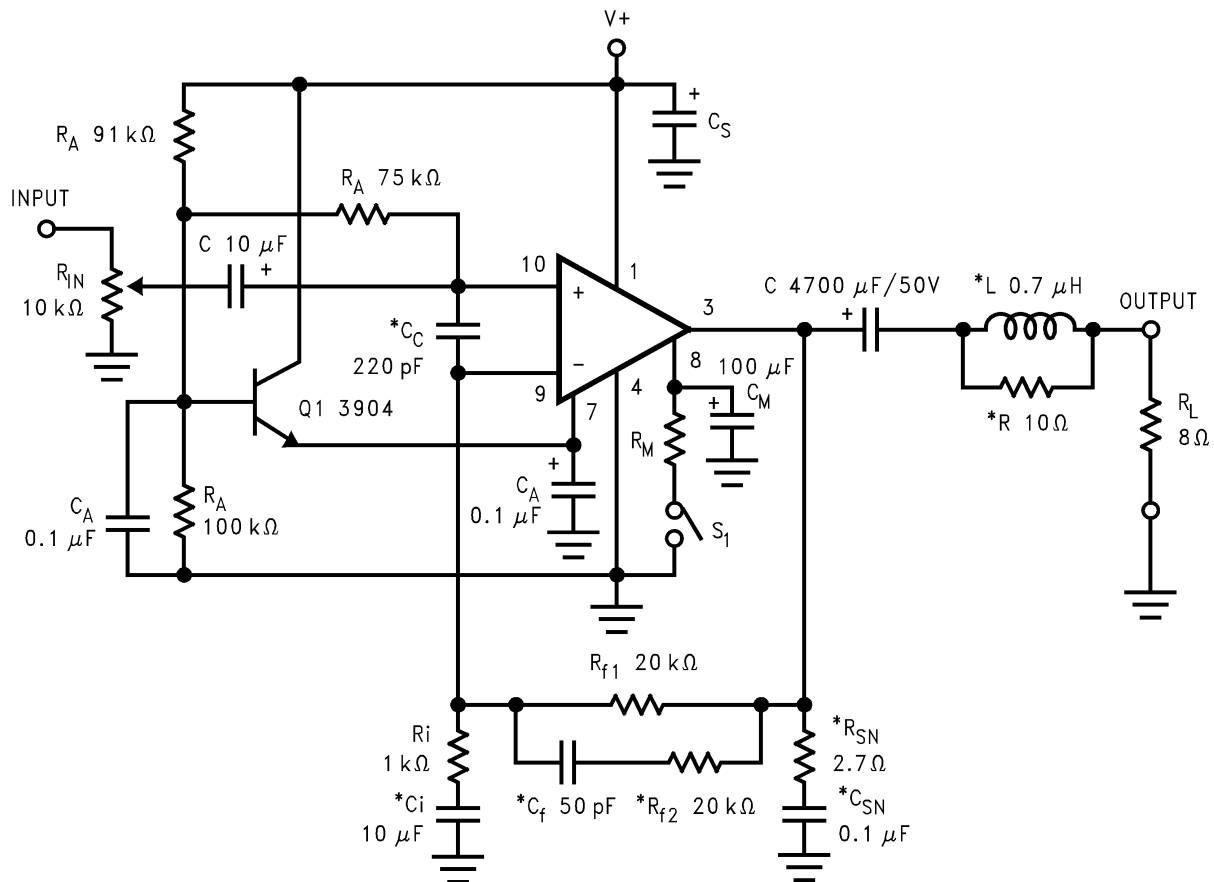 V+
+
C_S
R_A 91 kΩ
R_A 75 kΩ
INPUT
C 10 μF
+
R_IN
10 kΩ
10
+
1
*C_C
220 pF
−
9
7
4
3
8
C 4700 μF/50V
+
*L 0.7 μH
OUTPUT
*R 10Ω
R_L
8Ω
100 μF
C_M
+
R_M
S_1
Q1 3904
C_A
0.1 μF
R_A
100 kΩ
+
C_A
0.1 μF
R_f1 20 kΩ
Ri
1 kΩ
*Ci
10 μF
*C_f 50 pF
*R_f2 20 kΩ
*R_SN
2.7Ω
*C_SN
0.1 μF